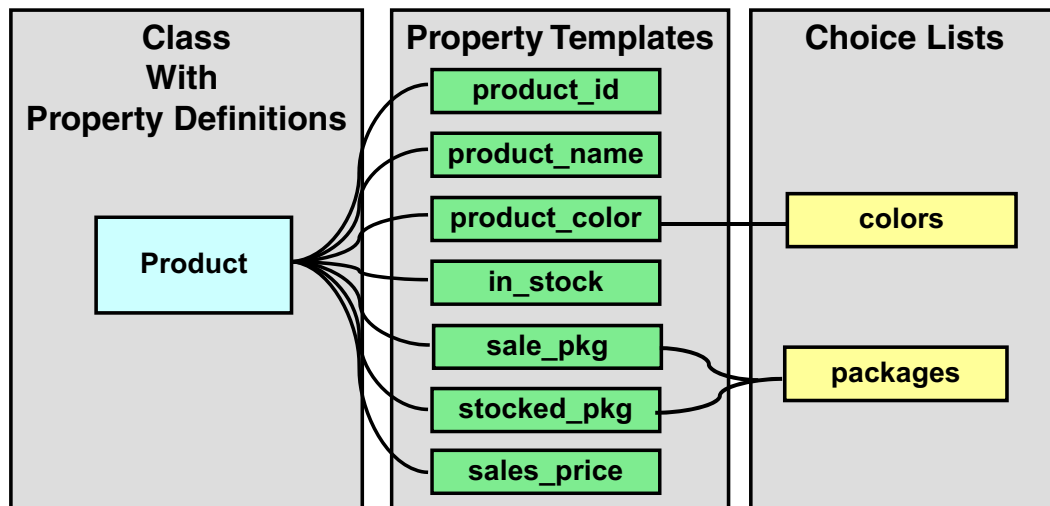 Class
With
Property Definitions
Product
Property Templates
product_id
product_name
product_color
in_stock
sale_pkg
stocked_pkg
sales_price
Choice Lists
colors
packages